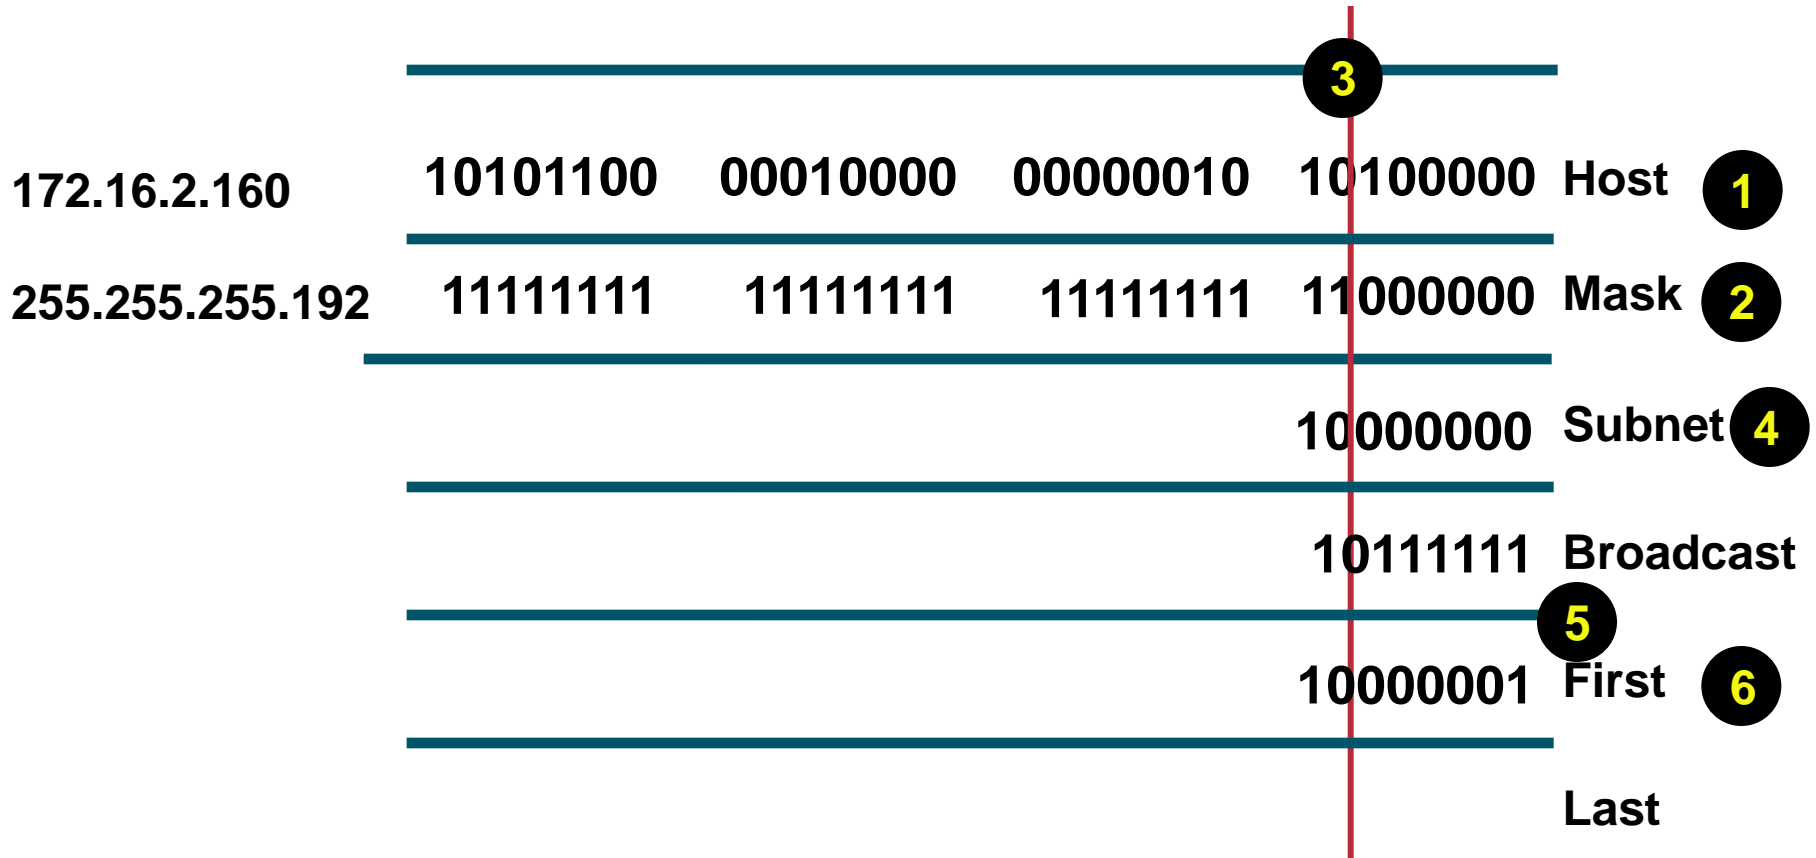 3
172.16.2.160 10101100 00010000 00000010 10100000 Host 1
255.255.255.192 11111111 11111111 11111111 11000000 Mask 2
10000000 Subnet 4
10111111 Broadcast
5
10000001 First 6
Last